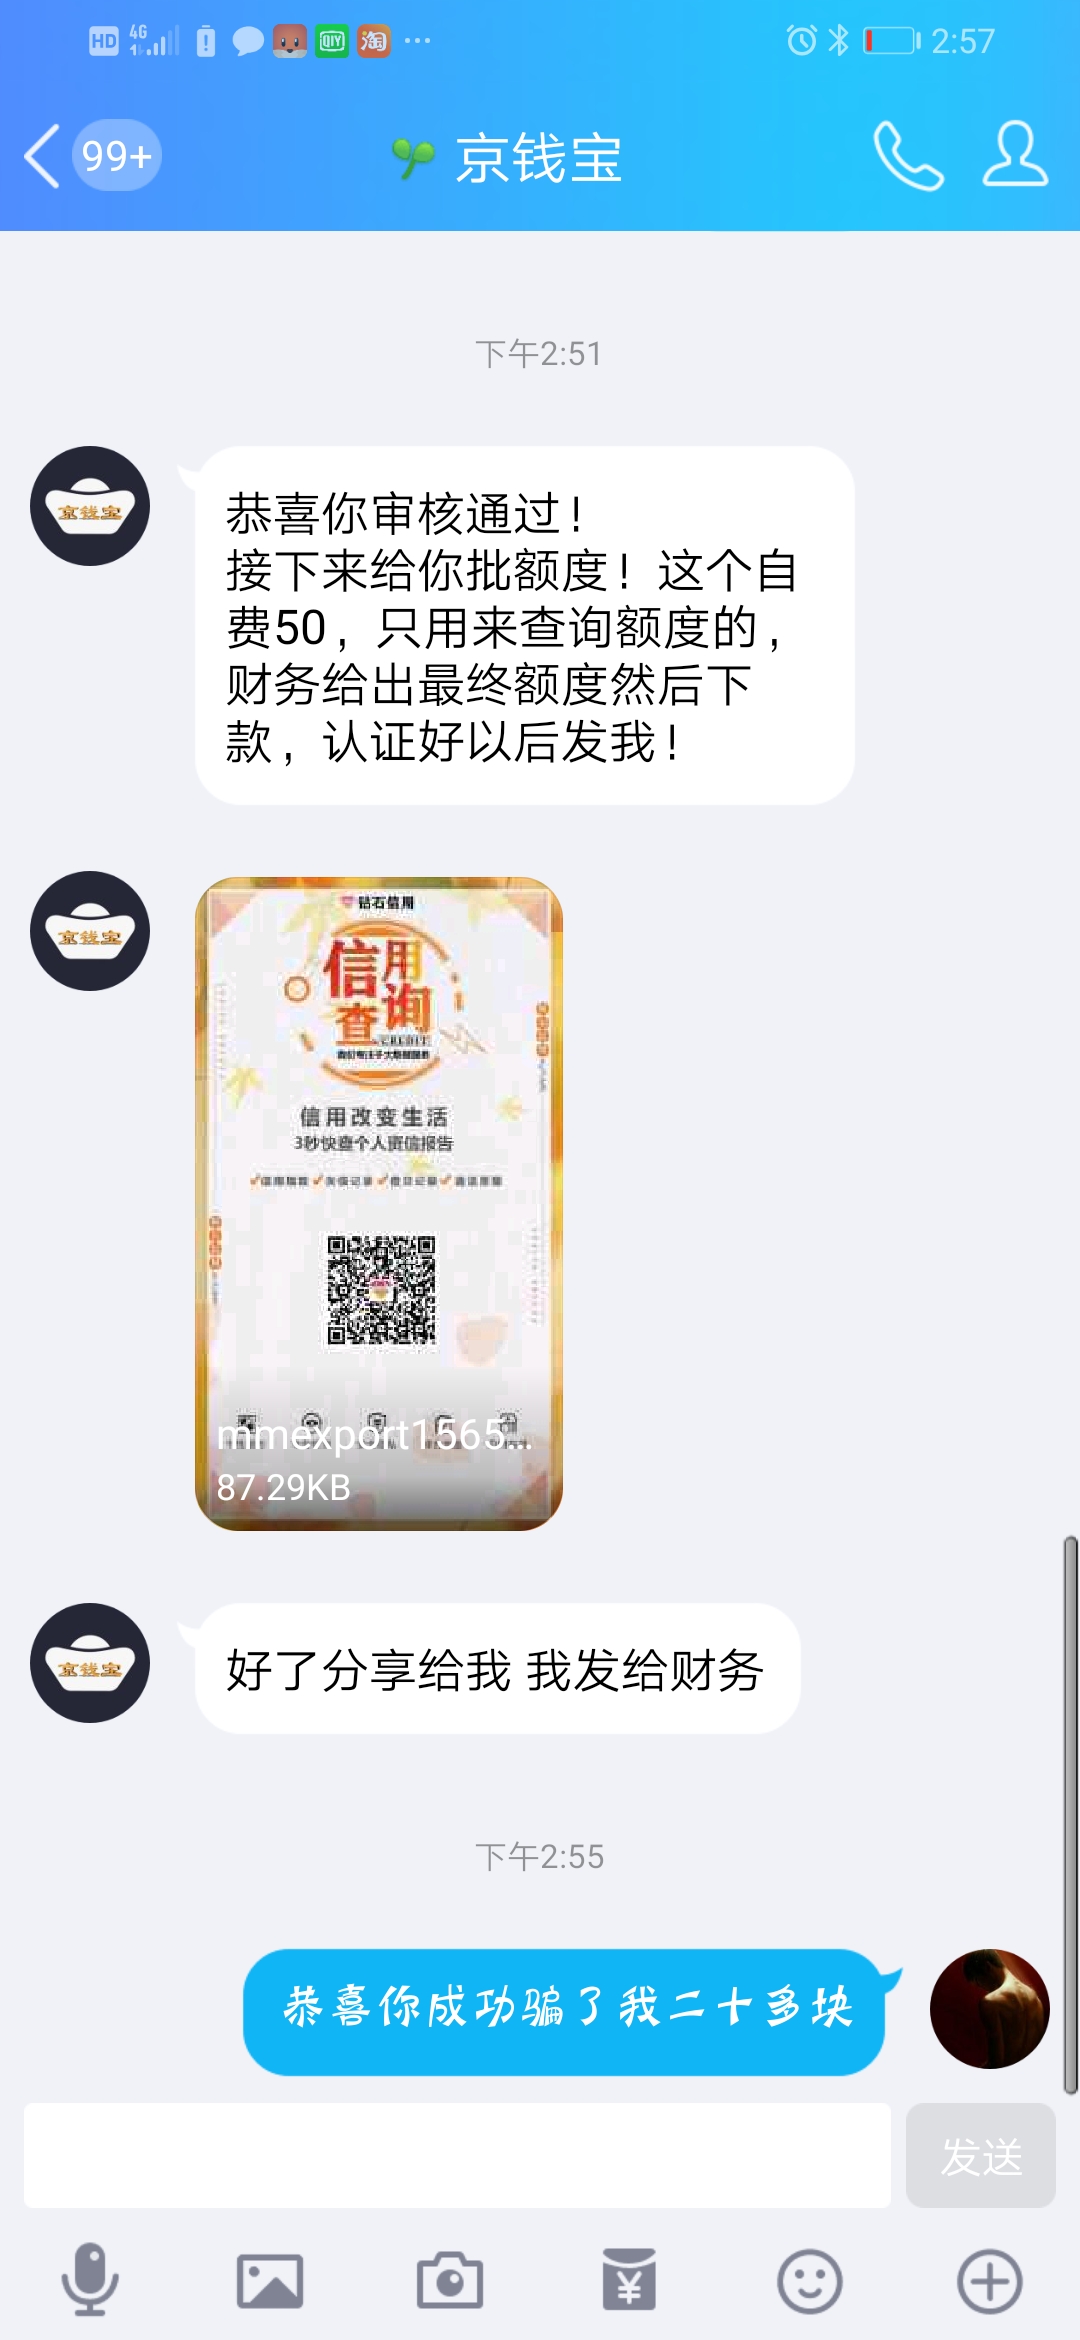 HD 4G 2:57
99+ 京钱宝
下午2:51
京钱宝
恭喜你审核通过！
接下来给你批额度！这个自
费50，只用来查询额度的，
财务给出最终额度然后下
款，认证好以后发我！
京钱宝
钻石信用
信用
查询
CREDIT
信用改变生活
3秒快查个人资信报告
mmexport1565...
87.29KB
京钱宝
好了分享给我 我发给财务
下午2:55
恭喜你成功骗了我二十多块
发送